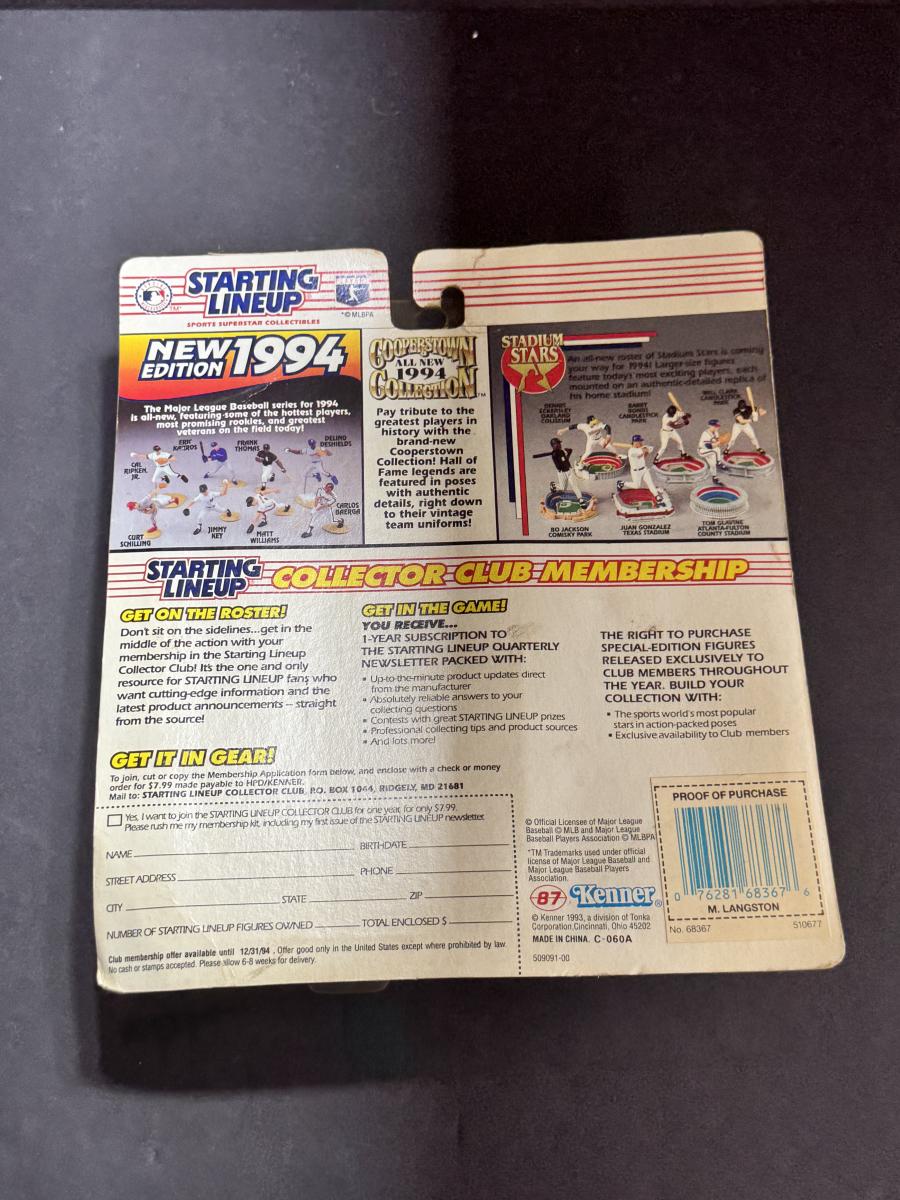 STARTING
LINEUP®
SPORTS SUPERSTAR COLLECTIBLES
TM
*© MLBPA
NEW
EDITION 1994
The Major League Baseball series for 1994
is all-new, featuring some of the hottest players,
most promising rookies, and greatest
veterans on the field today!
CAL
RIPKEN,
JR.
ERIC
KARROS
FRANK
THOMAS
DELINO
DESHIELDS
CURT
SCHILLING
JIMMY
KEY
MATT
WILLIAMS
CARLOS
BAERGA
COOPERSTOWN
ALL NEW
1994
COLLECTION™
Pay tribute to the
greatest players in
history with the
brand-new
Cooperstown
Collection! Hall of
Fame legends are
featured in poses
with authentic
details, right down
to their vintage
team uniforms!
STADIUM
STARS
An all-new roster of Stadium Stars is coming
your way for 1994! Larger-size figures
feature today's most exciting players, each
mounted on an authentic-detailed replica of
his home stadium!
DENNIS
ECKERSLEY
OAKLAND
COLISEUM
BARRY
BONDS
CANDLESTICK
PARK
WILL CLARK
CANDLESTICK
PARK
BO JACKSON
COMISKY PARK
JUAN GONZALEZ
TEXAS STADIUM
TOM GLAVINE
ATLANTA-FULTON
COUNTY STADIUM
STARTING
LINEUP® COLLECTOR CLUB MEMBERSHIP
GET ON THE ROSTER!
Don't sit on the sidelines...get in the
middle of the action with your
membership in the Starting Lineup
Collector Club! It's the one and only
resource for STARTING LINEUP fans who
want cutting-edge information and the
latest product announcements – straight
from the source!
GET IN THE GAME!
YOU RECEIVE...
1-YEAR SUBSCRIPTION TO
THE STARTING LINEUP QUARTERLY
NEWSLETTER PACKED WITH:
• Up-to-the-minute product updates direct
from the manufacturer
• Absolutely reliable answers to your
collecting questions
• Contests with great STARTING LINEUP prizes
• Professional collecting tips and product sources
• And lots more!
THE RIGHT TO PURCHASE
SPECIAL-EDITION FIGURES
RELEASED EXCLUSIVELY TO
CLUB MEMBERS THROUGHOUT
THE YEAR. BUILD YOUR
COLLECTION WITH:
• The sports world's most popular
stars in action-packed poses
• Exclusive availability to Club members
GET IT IN GEAR!
To join, cut or copy the Membership Application form below, and enclose with a check or money
order for $7.99 made payable to HPD/KENNER.
Mail to: STARTING LINEUP COLLECTOR CLUB, P.O. BOX 1044, RIDGELY, MD 21681
Yes, I want to join the STARTING LINEUP COLLECTOR CLUB for one year, for only $7.99.
Please rush me my membership kit, including my first issue of the STARTING LINEUP newsletter.
NAME BIRTHDATE
STREET ADDRESS PHONE
CITY STATE ZIP
NUMBER OF STARTING LINEUP FIGURES OWNED TOTAL ENCLOSED $
Club membership offer available until 12/31/94. Offer good only in the United States except where prohibited by law.
No cash or stamps accepted. Please allow 6-8 weeks for delivery.
© Official Licensee of Major League
Baseball © MLB and Major League
Baseball Players Association © MLBPA
*TM Trademarks used under official
license of Major League Baseball and
Major League Baseball Players
Association.
87 Kenner®
© Kenner 1993, a division of Tonka
Corporation, Cincinnati, Ohio 45202
MADE IN CHINA. C-060A
509091-00
PROOF OF PURCHASE
0 76281 68367 6
M. LANGSTON
No. 68367 510677